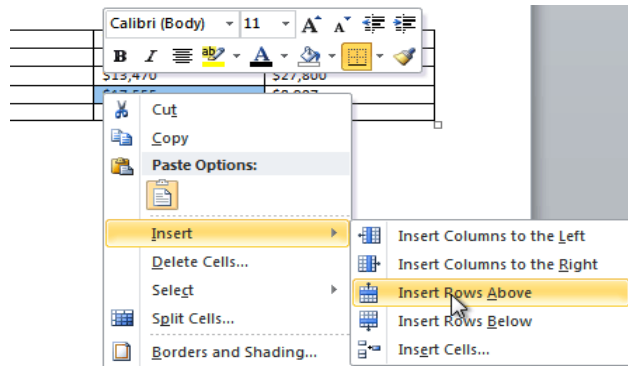 Calibri (Body) 11 A A
B I ab A
$13,470 $27,800
Cut
Copy
Paste Options:
Insert
Delete Cells...
Select
Split Cells...
Borders and Shading...
Insert Columns to the Left
Insert Columns to the Right
Insert Rows Above
Insert Rows Below
Insert Cells...